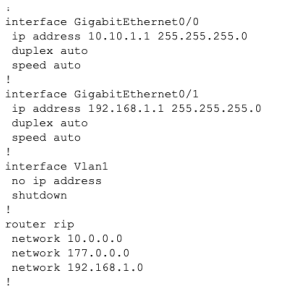 interface GigabitEthernet0/0
 ip address 10.10.1.1 255.255.255.0
 duplex auto
 speed auto
!
interface GigabitEthernet0/1
 ip address 192.168.1.1 255.255.255.0
 duplex auto
 speed auto
!
interface Vlan1
 no ip address
 shutdown
!
router rip
 network 10.0.0.0
 network 177.0.0.0
 network 192.168.1.0
!